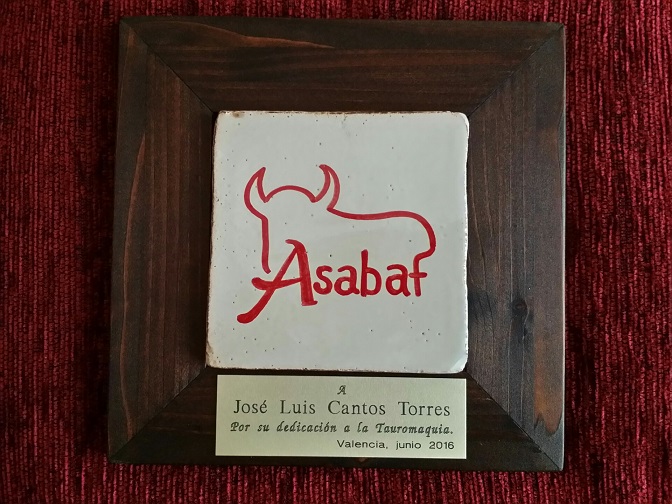 Asabaf
A
José Luis Cantos Torres
Por su dedicación a la Tauromaquia.
Valencia, junio 2016